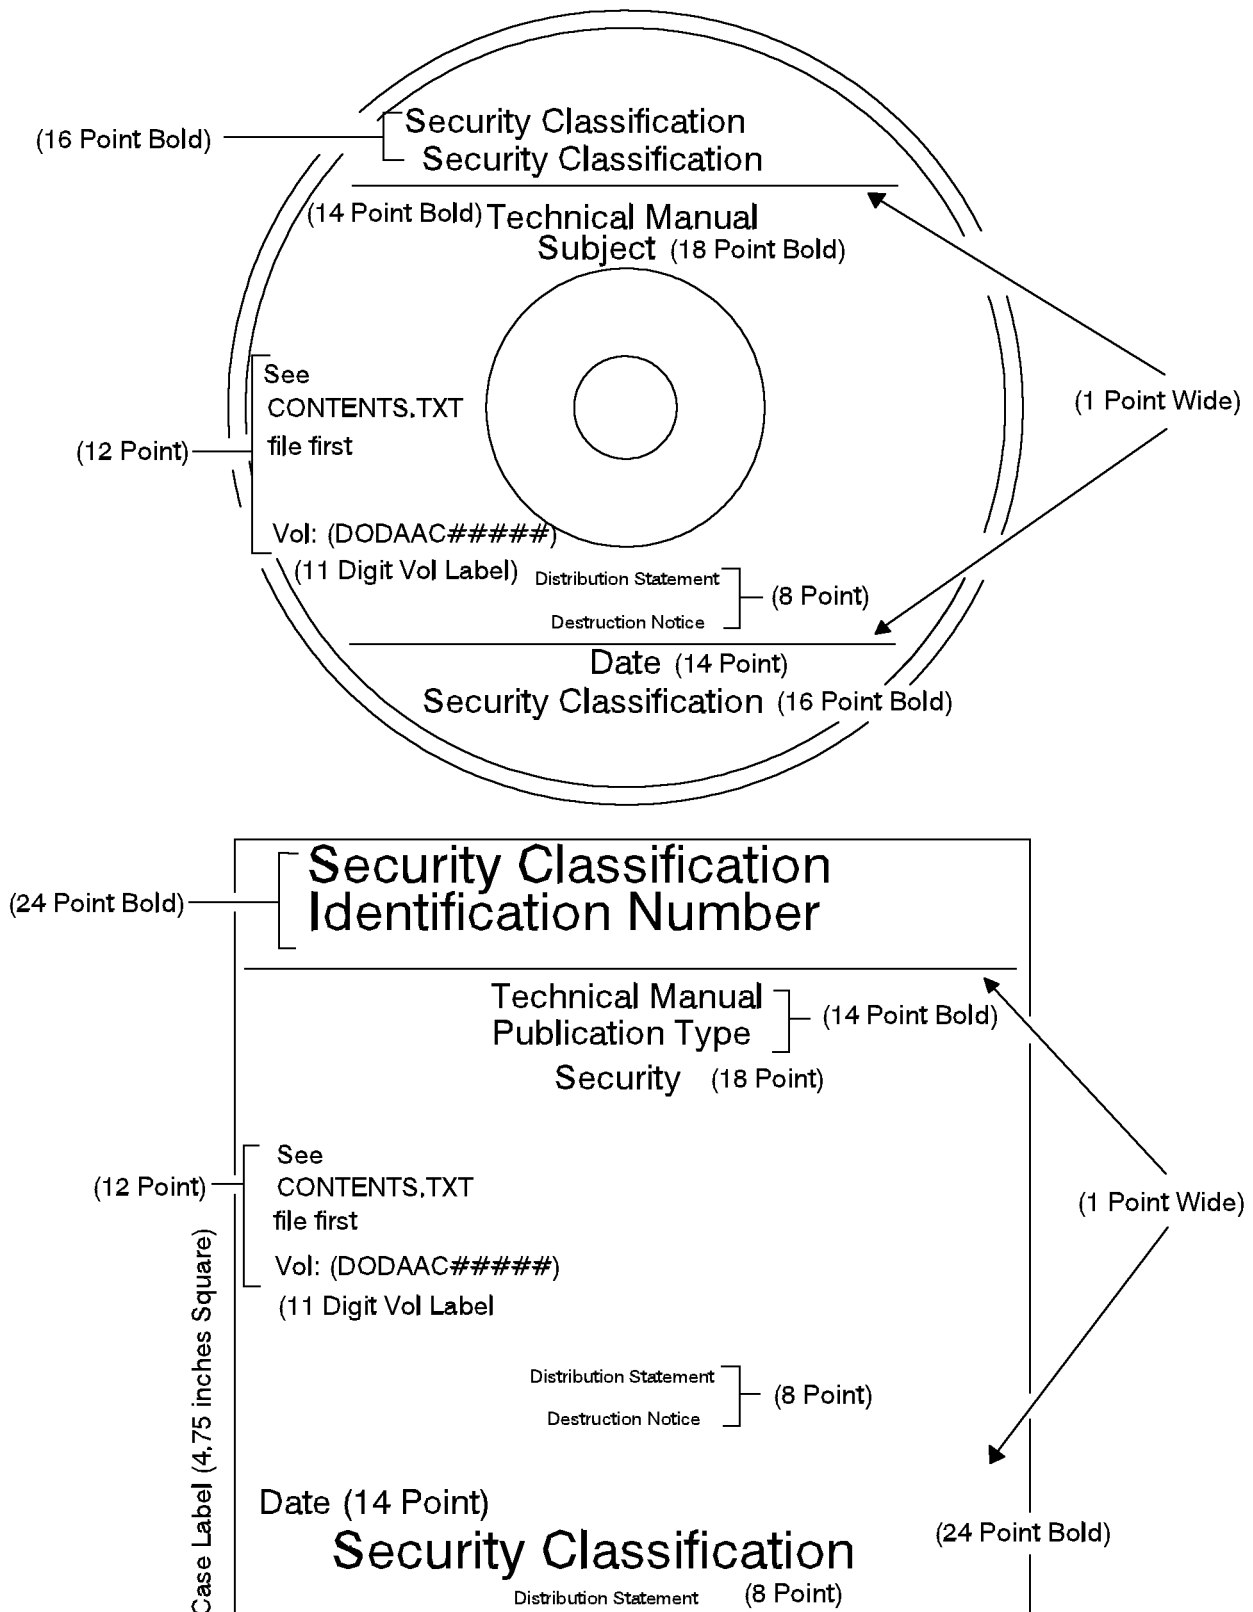 Security Classification
(16 Point Bold)
Security Classification
(14 Point Bold) Technical Manual
Subject (18 Point Bold)
See
CONTENTS.TXT
(1 Point Wide)
file first
(12 Point)
Vol: (DODAAC#####)
(11 Digit Vol Label)
Distribution Statement
(8 Point)
Destruction Notice
Date (14 Point)
Security Classification (16 Point Bold)
Security Classification
(24 Point Bold)
Identification Number
Technical Manual
(14 Point Bold)
Publication Type
Security (18 Point)
See
(12 Point)
CONTENTS.TXT
(1 Point Wide)
file first
Vol: (DODAAC#####)
(11 Digit Vol Label
Case Label (4.75 inches Square)
Distribution Statement
(8 Point)
Destruction Notice
Date (14 Point)
(24 Point Bold)
Security Classification
Distribution Statement (8 Point)